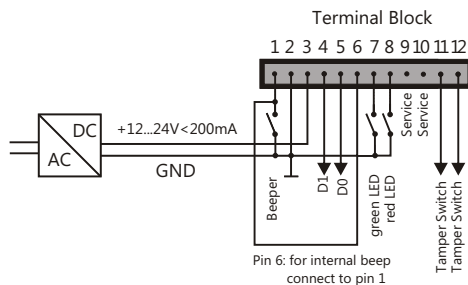 Terminal Block
1 2 3 4 5 6 7 8 9 10 11 12
DC
AC
+12...24V<200mA
GND
Beeper
D1
D0
green LED
red LED
Service
Service
Tamper Switch
Tamper Switch
Pin 6: for internal beep
connect to pin 1